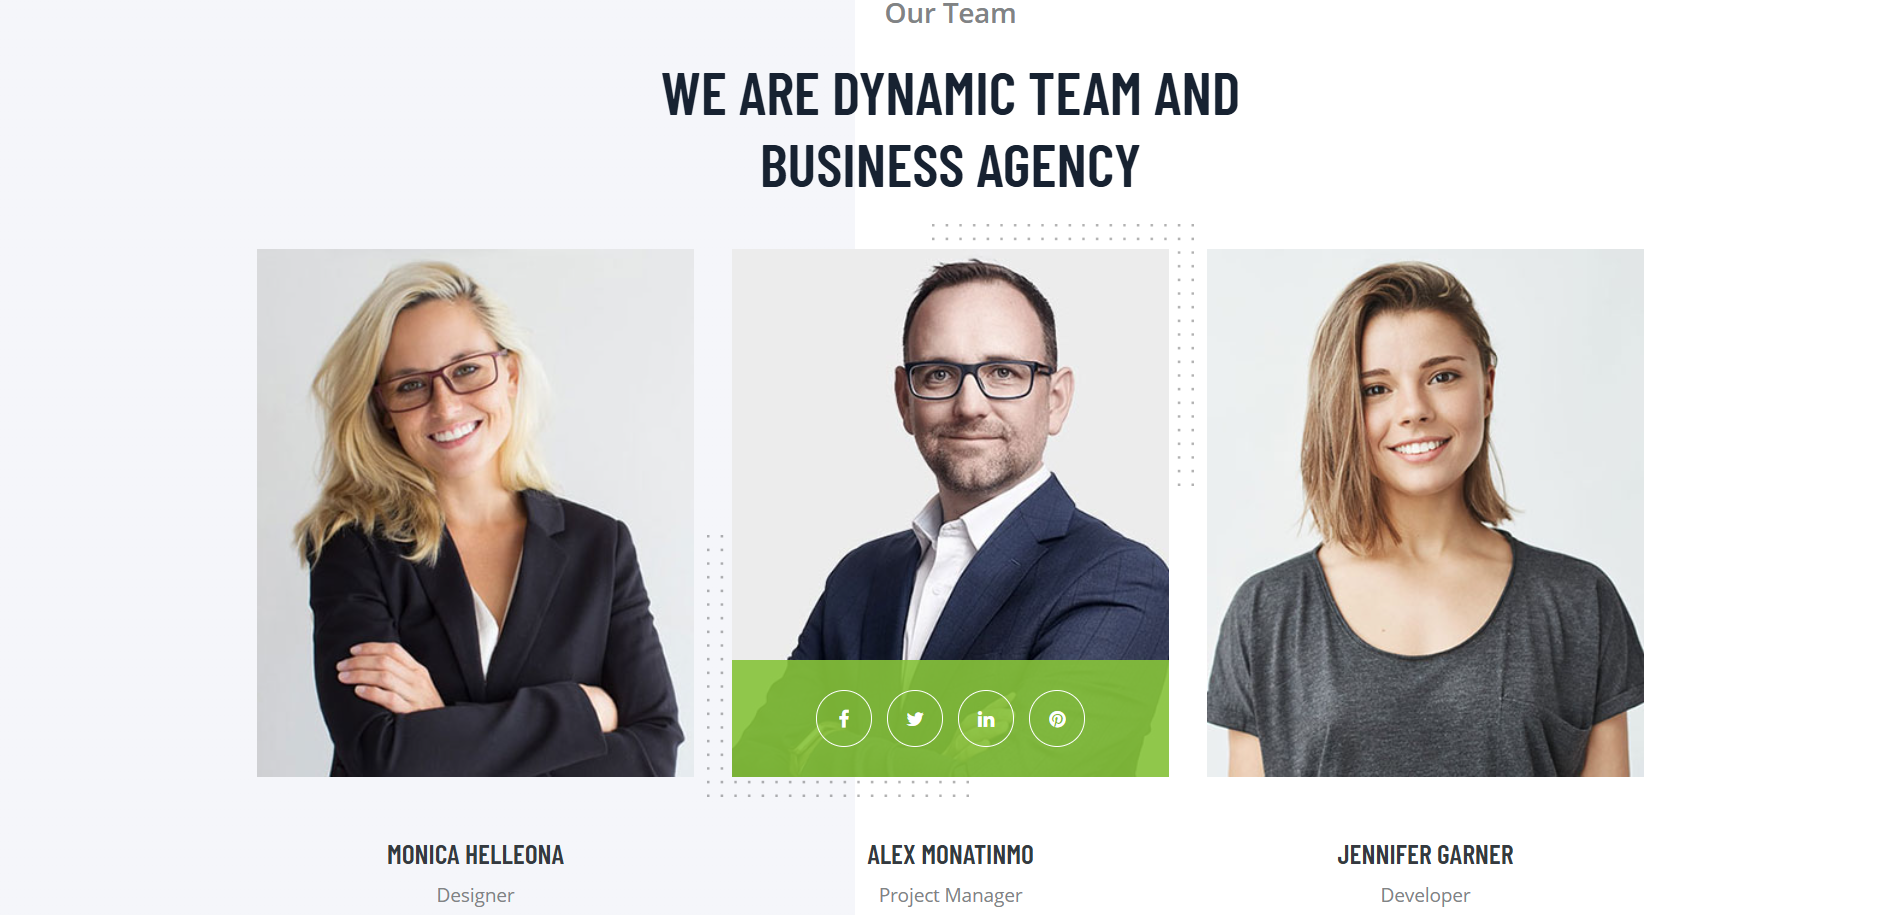 Our Team
WE ARE DYNAMIC TEAM AND
BUSINESS AGENCY
MONICA HELLEONA
Designer
ALEX MONATINMO
Project Manager
JENNIFER GARNER
Developer